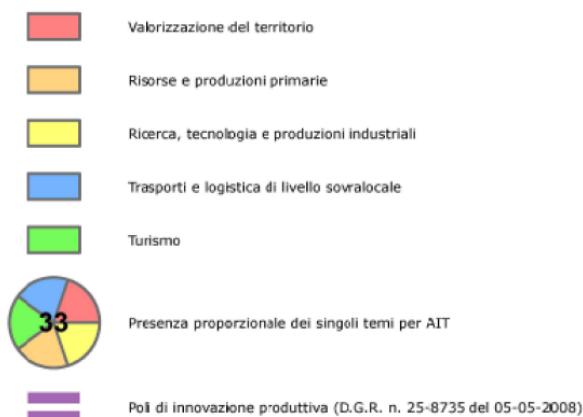 Valorizzazione del territorio
Risorse e produzioni primarie
Ricerca, tecnologia e produzioni industriali
Trasporti e logistica di livello sovralocale
Turismo
33
Presenza proporzionale dei singoli temi per AIT
Poli di innovazione produttiva (D.G.R. n. 25-8735 del 05-05-2008)